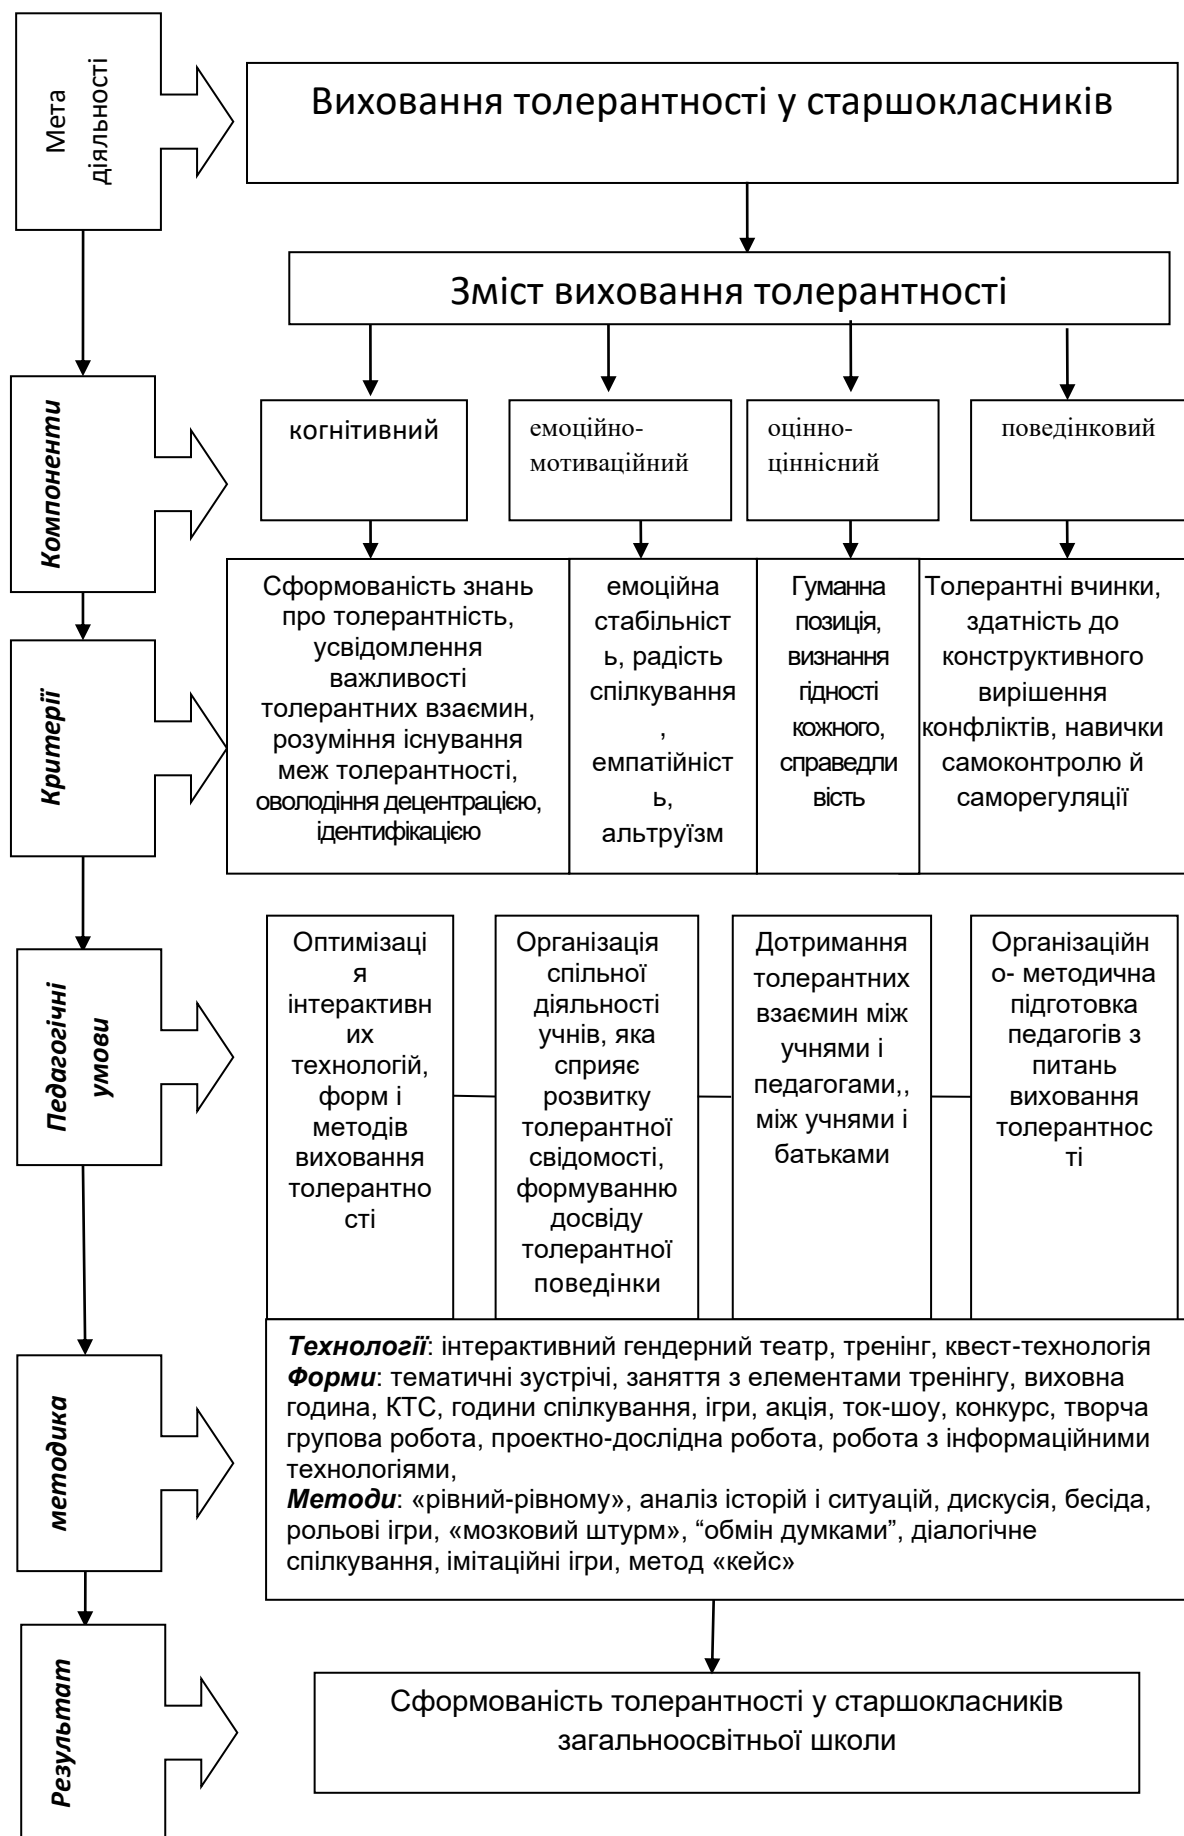 Мета
діяльності
Виховання толерантності у старшокласників
Зміст виховання толерантності
Компоненти
когнітивний
емоційно-
мотиваційний
оцінно-
ціннісний
поведінковий
Критерії
Сформованість знань
про толерантність,
усвідомлення
важливості
толерантних взаємин,
розуміння існування
меж толерантності,
оволодіння децентрацією,
ідентифікацією
емоційна
стабільніст
ь, радість
спілкування
,
емпатійніст
ь,
альтруїзм
Гуманна
позиція,
визнання
гідності
кожного,
справедли
вість
Толерантні вчинки,
здатність до
конструктивного
вирішення
конфліктів, навички
самоконтролю й
саморегуляції
Педагогічні
умови
Оптимізаці
я
інтерактивн
их
технологій,
форм і
методів
виховання
толерантно
сті
Організація
спільної
діяльності
учнів, яка
сприяє
розвитку
толерантної
свідомості,
формуванню
досвіду
толерантної
поведінки
Дотримання
толерантних
взаємин між
учнями і
педагогами,,
між учнями і
батьками
Організаційн
о- методична
підготовка
педагогів з
питань
виховання
толерантнос
ті
методика
Технології: інтерактивний гендерний театр, тренінг, квест-технологія
Форми: тематичні зустрічі, заняття з елементами тренінгу, виховна
година, КТС, години спілкування, ігри, акція, ток-шоу, конкурс, творча
групова робота, проектно-дослідна робота, робота з інформаційними
технологіями,
Методи: «рівний-рівному», аналіз історій і ситуацій, дискусія, бесіда,
рольові ігри, «мозковий штурм», “обмін думками”, діалогічне
спілкування, імітаційні ігри, метод «кейс»
Результат
Сформованість толерантності у старшокласників
загальноосвітньої школи